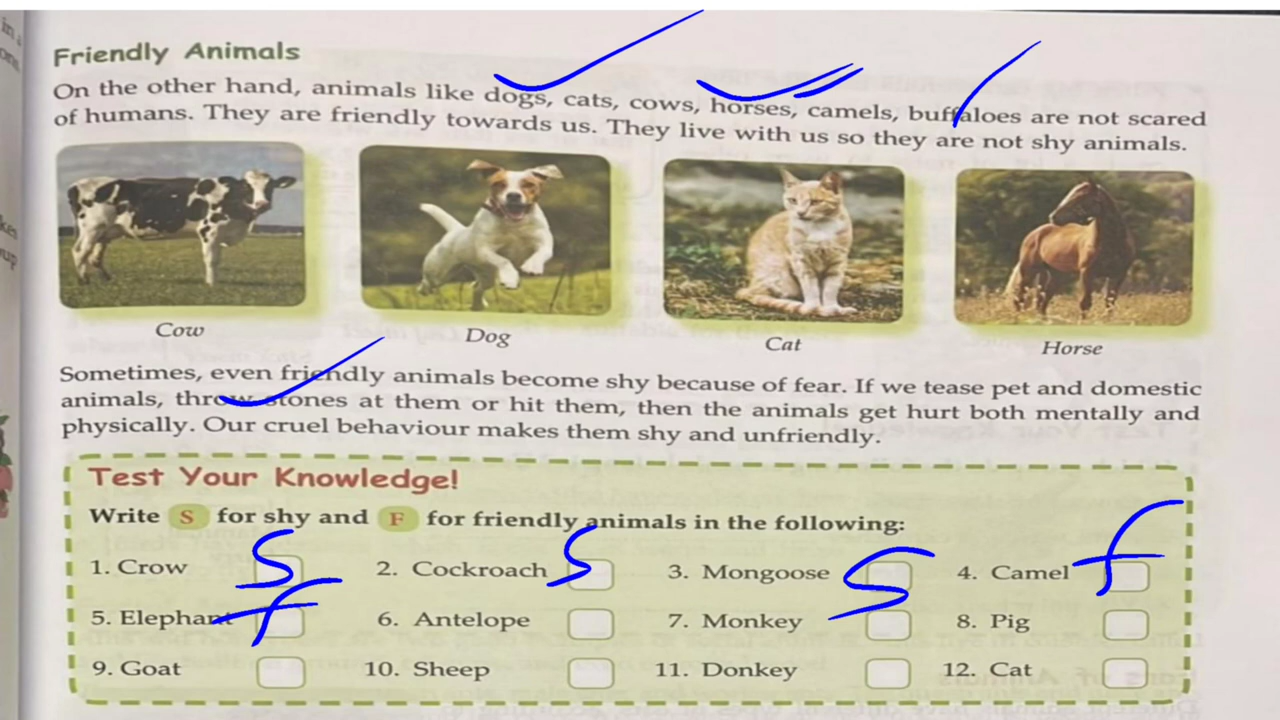 Friendly Animals
On the other hand, animals like dogs, cats, cows, horses, camels, buffaloes are not scared
of humans. They are friendly towards us. They live with us so they are not shy animals.
Cow
Dog
Cat
Horse
Sometimes, even friendly animals become shy because of fear. If we tease pet and domestic
animals, throw stones at them or hit them, then the animals get hurt both mentally and
physically. Our cruel behaviour makes them shy and unfriendly.
Test Your Knowledge!
Write S for shy and F for friendly animals in the following:
1. Crow S 2. Cockroach S 3. Mongoose S 4. Camel f
5. Elephant f 6. Antelope 7. Monkey 8. Pig
9. Goat 10. Sheep 11. Donkey 12. Cat